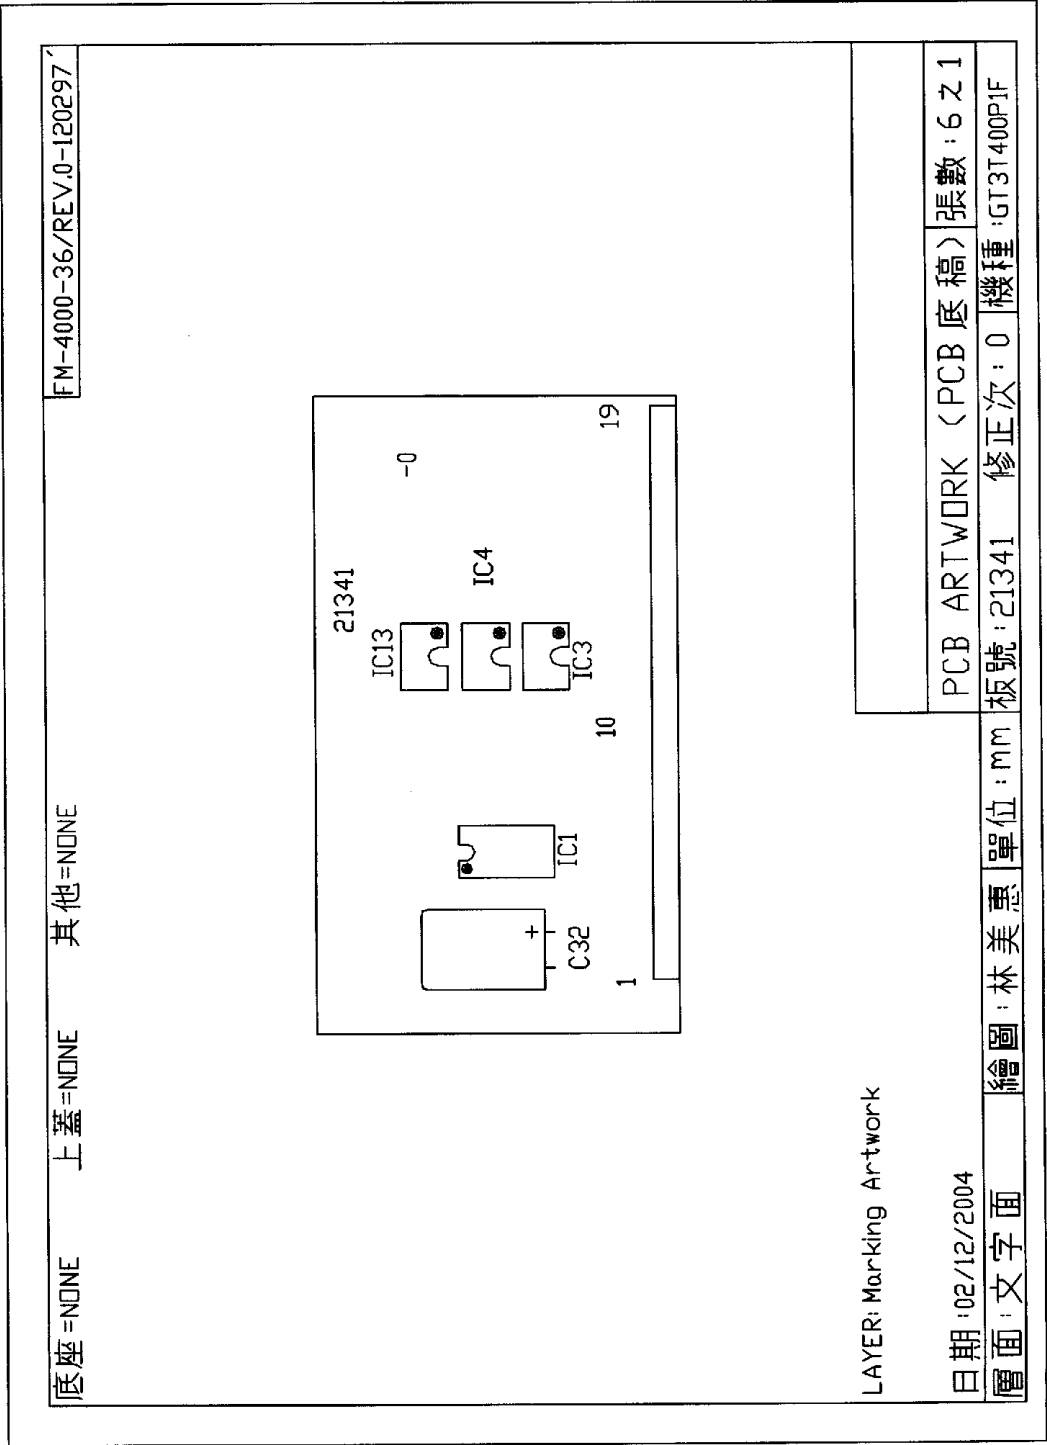 FM-4000-36/REV.0-120297
底座=NONE 上蓋=NONE 其他=NONE
21341
-0
IC13
IC4
IC3
IC1
C32
+
1
10
19
LAYER: Marking Artwork
PCB ARTWORK (PCB 底稿) 張數:6 之 1
日期:02/12/2004
層面:文字面 繪圖:林美惠 單位:mm 板號:21341 修正次:0 機種:GT3T400P1F